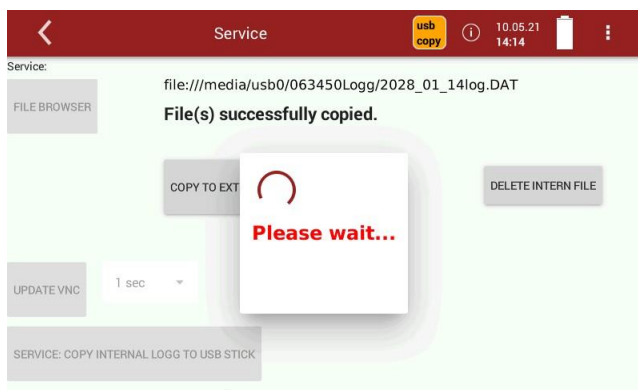 Service
usb
copy
10.05.21
14:14
Service:
file:///media/usb0/063450Logg/2028_01_14log.DAT
FILE BROWSER
File(s) successfully copied.
COPY TO EXT
DELETE INTERN FILE
Please wait...
UPDATE VNC
1 sec
SERVICE: COPY INTERNAL LOGG TO USB STICK